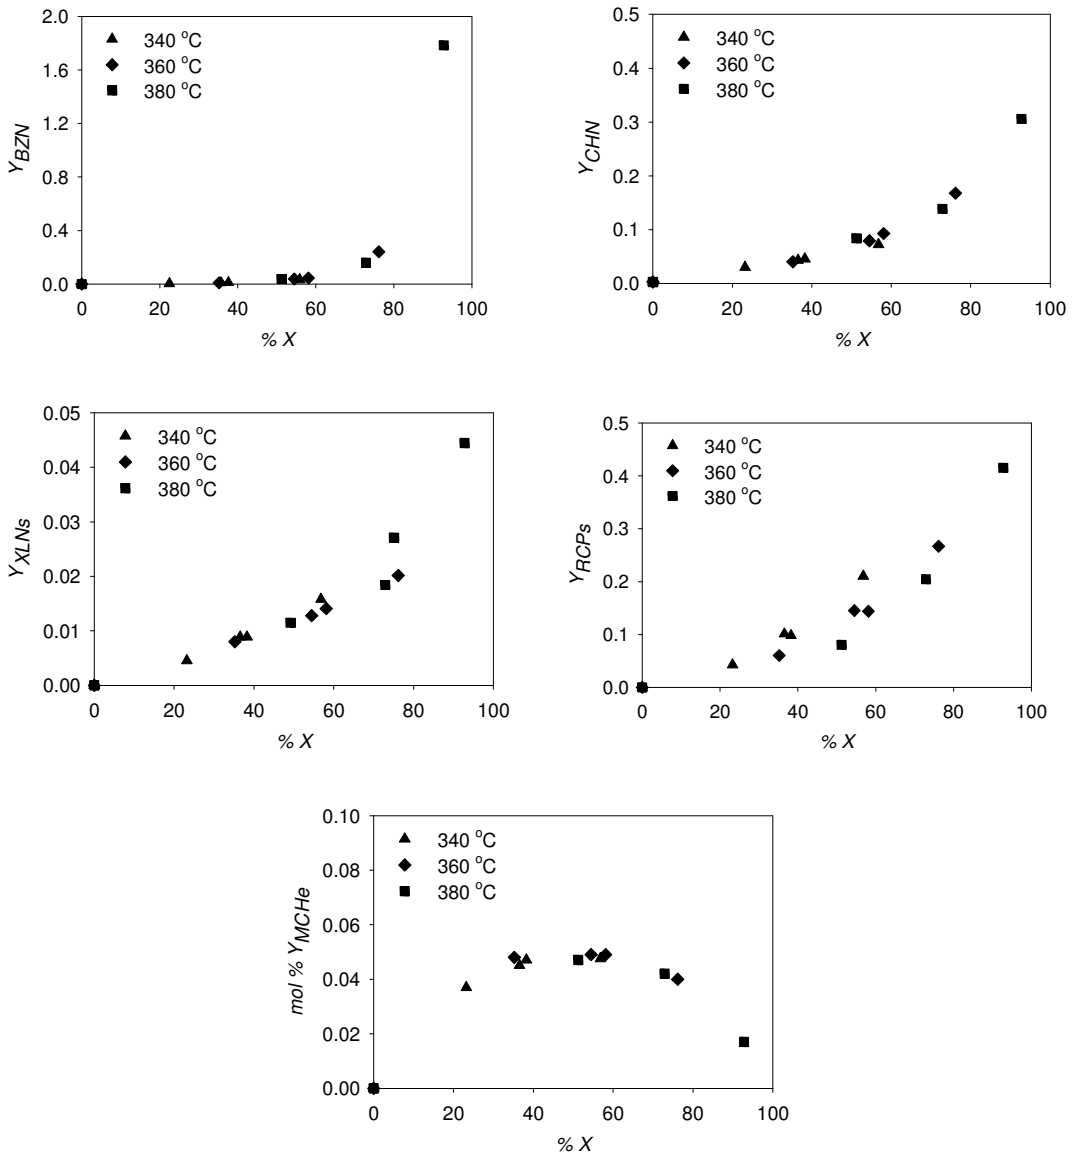 2.0
1.6
1.2
0.8
0.4
0.0
Y_BZN
340 °C
360 °C
380 °C
0 20 40 60 80 100
% X
0.5
0.4
0.3
0.2
0.1
0.0
Y_CHN
340 °C
360 °C
380 °C
0 20 40 60 80 100
% X
0.05
0.04
0.03
0.02
0.01
0.00
Y_XLNs
340 °C
360 °C
380 °C
0 20 40 60 80 100
% X
0.5
0.4
0.3
0.2
0.1
0.0
Y_RCPs
340 °C
360 °C
380 °C
0 20 40 60 80 100
% X
0.10
0.08
0.06
0.04
0.02
0.00
mol % Y_MCHe
340 °C
360 °C
380 °C
0 20 40 60 80 100
% X